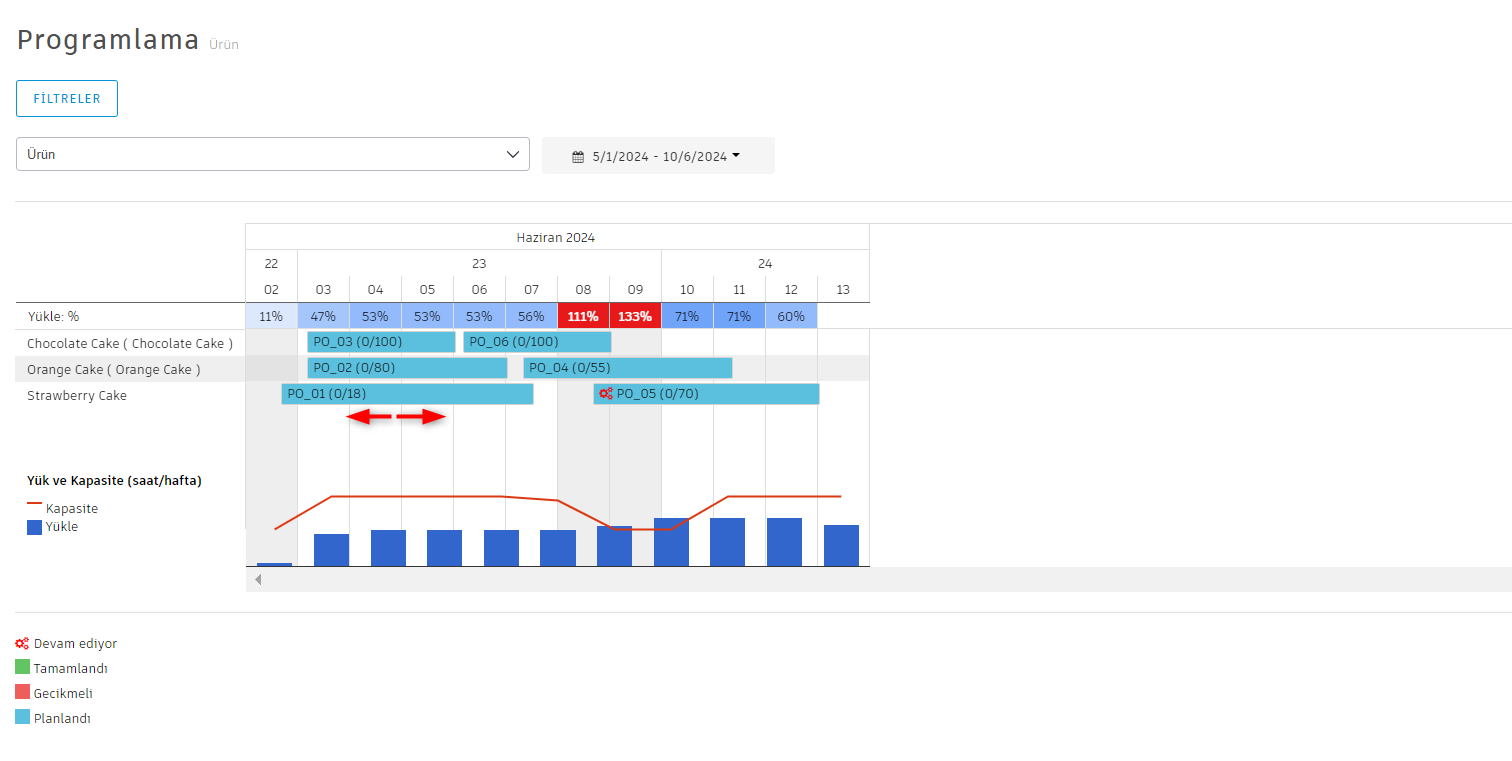 Programlama Ürün
FİLTRELER
Ürün
5/1/2024 - 10/6/2024
Haziran 2024
22 23 24
02 03 04 05 06 07 08 09 10 11 12 13
Yükle: % 11% 47% 53% 53% 53% 56% 111% 133% 71% 71% 60%
Chocolate Cake ( Chocolate Cake ) PO_03 (0/100) PO_06 (0/100)
Orange Cake ( Orange Cake ) PO_02 (0/80) PO_04 (0/55)
Strawberry Cake PO_01 (0/18) PO_05 (0/70)
Yük ve Kapasite (saat/hafta)
Kapasite
Yükle
Devam ediyor
Tamamlandı
Gecikmeli
Planlandı